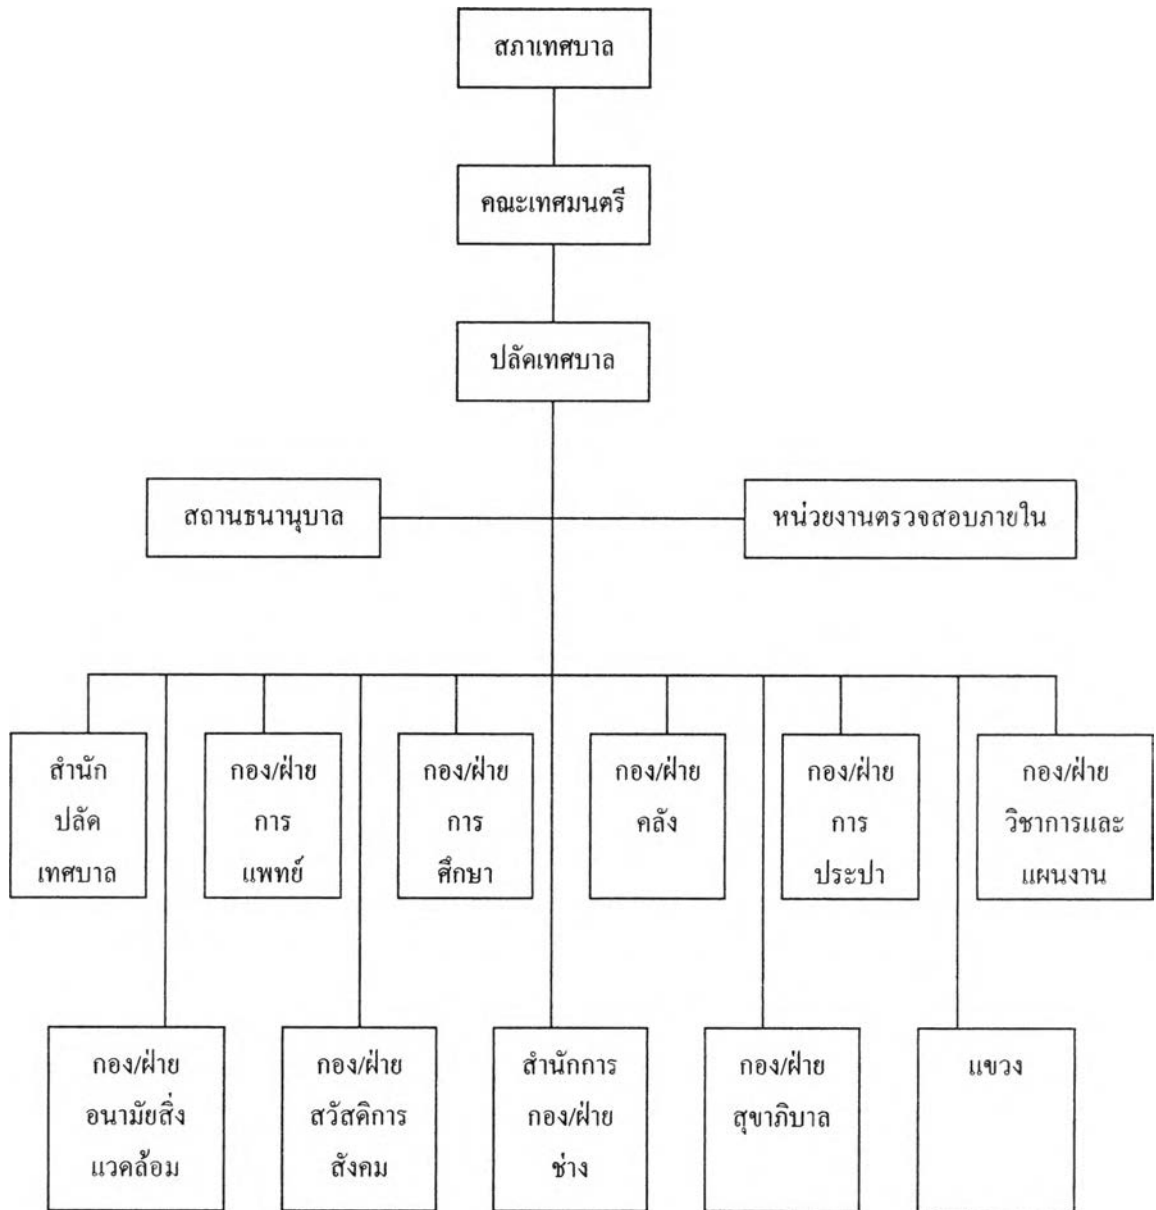 สภาเทศบาล
คณะเทศมนตรี
ปลัดเทศบาล
สถานธนานุบาล
หน่วยงานตรวจสอบภายใน
สำนัก
ปลัด
เทศบาล
กอง/ฝ่าย
การ
แพทย์
กอง/ฝ่าย
การ
ศึกษา
กอง/ฝ่าย
คลัง
กอง/ฝ่าย
การ
ประปา
กอง/ฝ่าย
วิชาการและ
แผนงาน
กอง/ฝ่าย
อนามัยสิ่ง
แวดล้อม
กอง/ฝ่าย
สวัสดิการ
สังคม
สำนักการ
กอง/ฝ่าย
ช่าง
กอง/ฝ่าย
สุขาภิบาล
แขวง